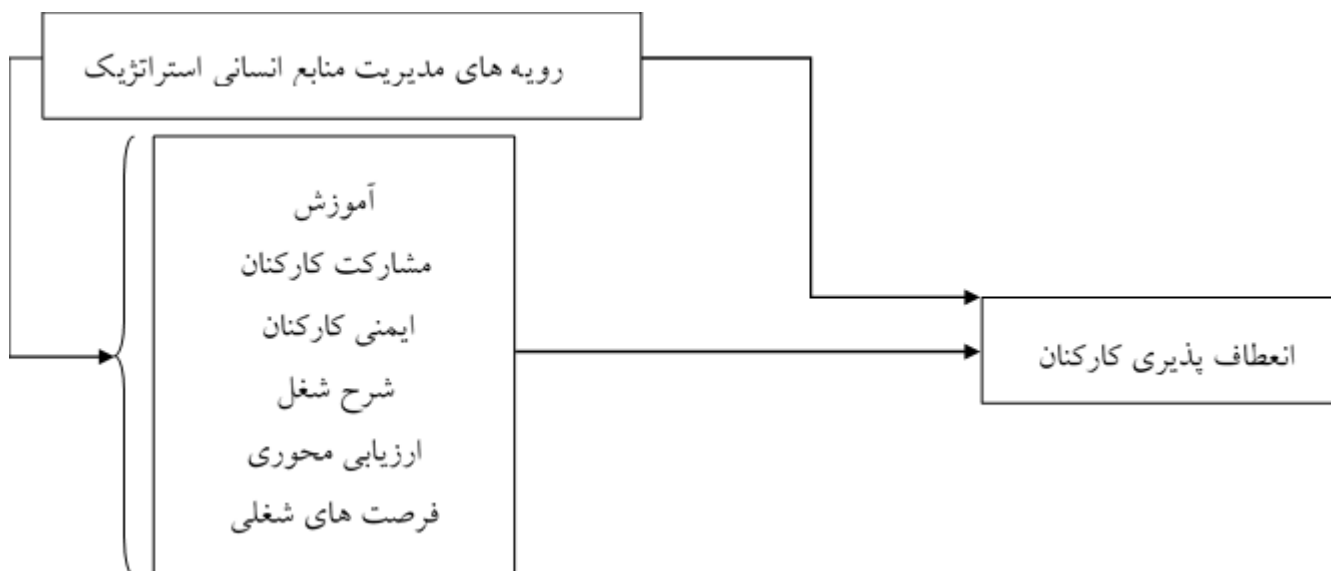 رویه های مدیریت منابع انسانی استراتژیک
آموزش
مشارکت کارکنان
ایمنی کارکنان
شرح شغل
ارزیابی محوری
فرصت های شغلی
انعطاف پذیری کارکنان